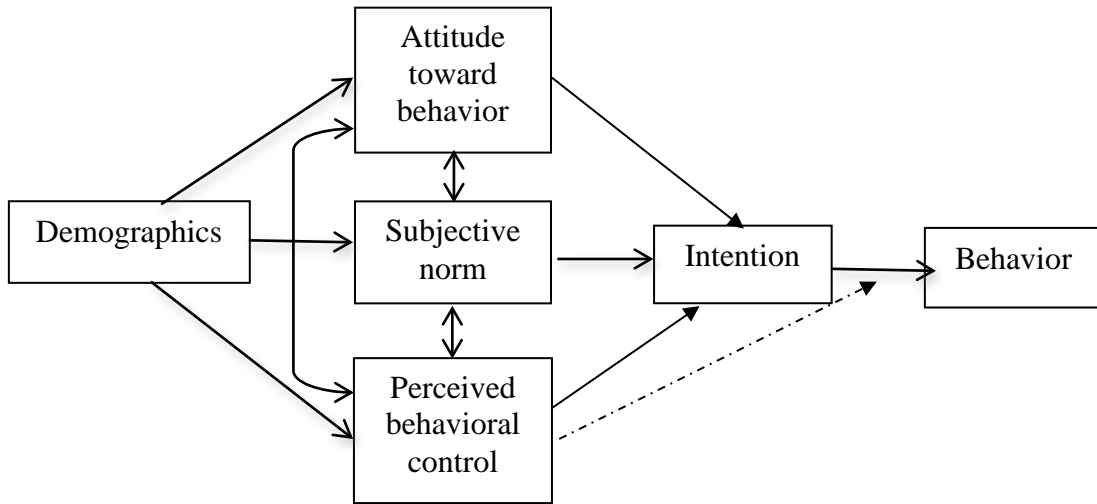 Attitude
toward
behavior
Demographics
Subjective
norm
Intention
Behavior
Perceived
behavioral
control